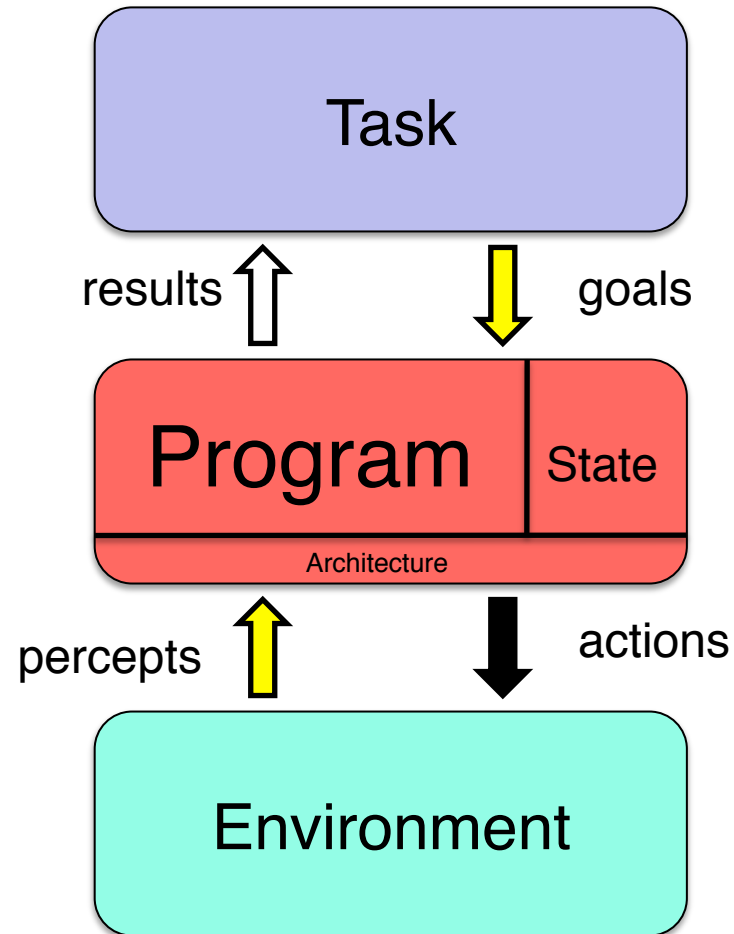 Task
results
goals
Program
State
Architecture
percepts
actions
Environment